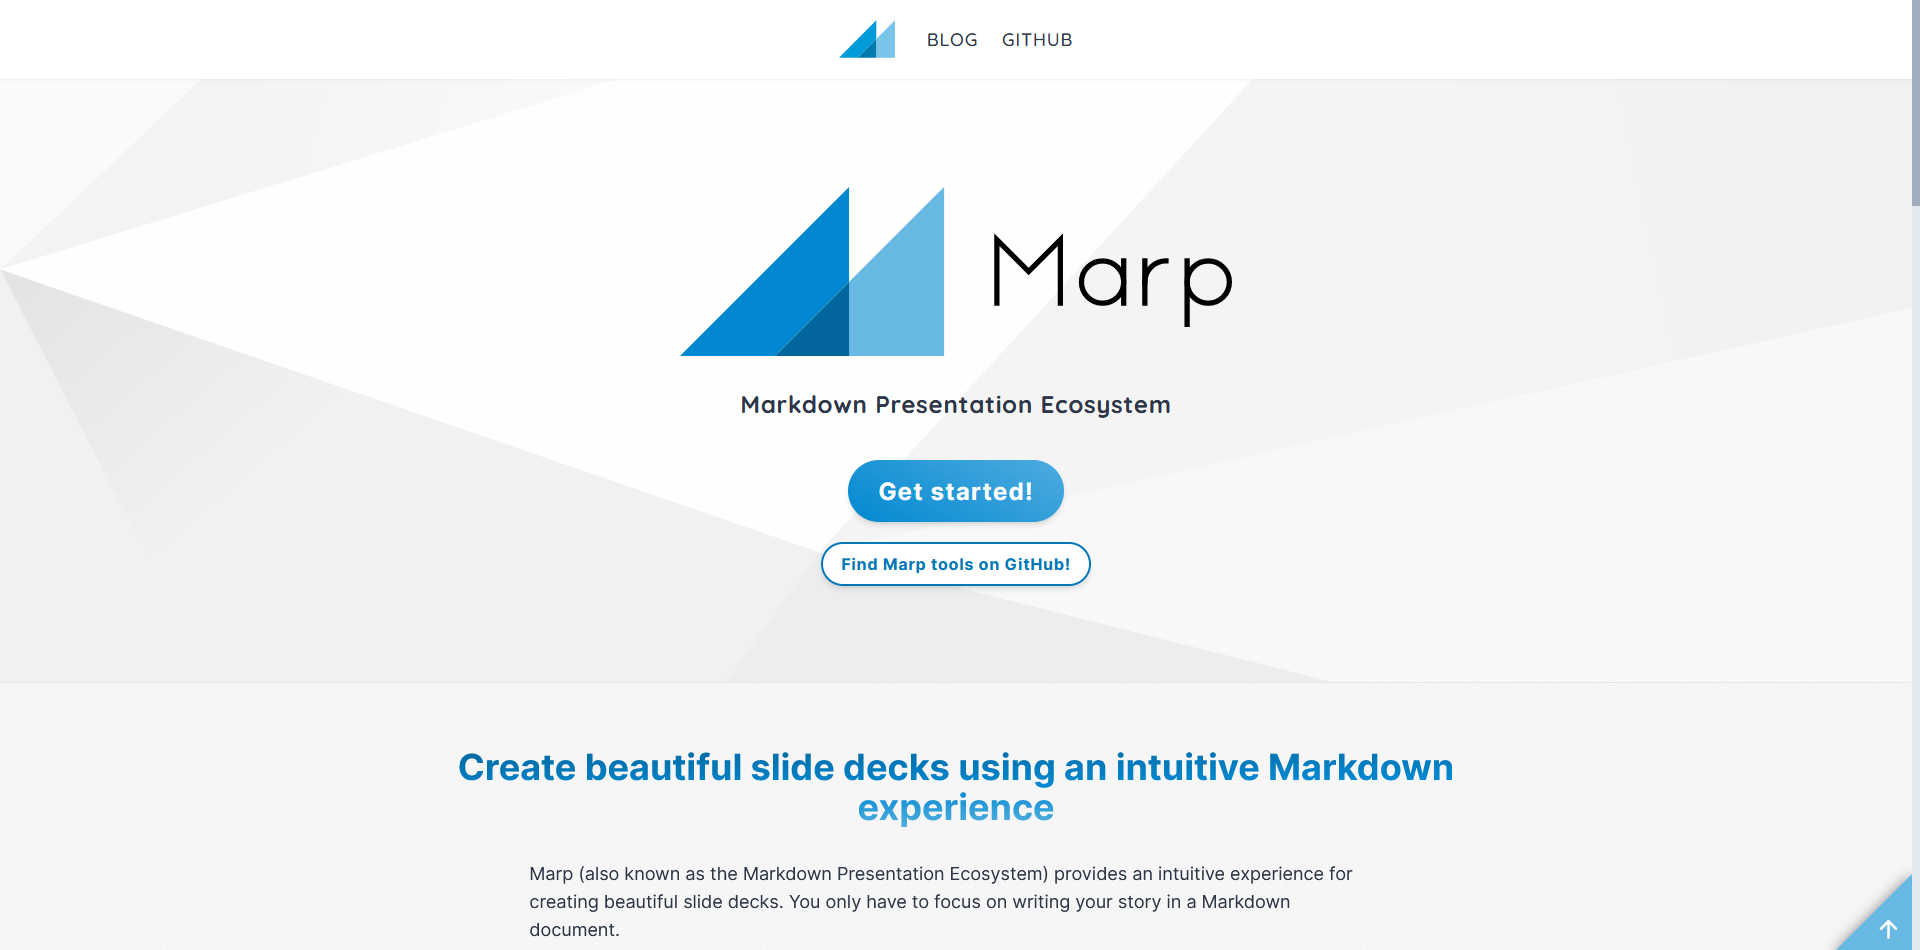 BLOG GITHUB
Marp
Markdown Presentation Ecosystem
Get started!
Find Marp tools on GitHub!
Create beautiful slide decks using an intuitive Markdown
experience
Marp (also known as the Markdown Presentation Ecosystem) provides an intuitive experience for
creating beautiful slide decks. You only have to focus on writing your story in a Markdown
document.